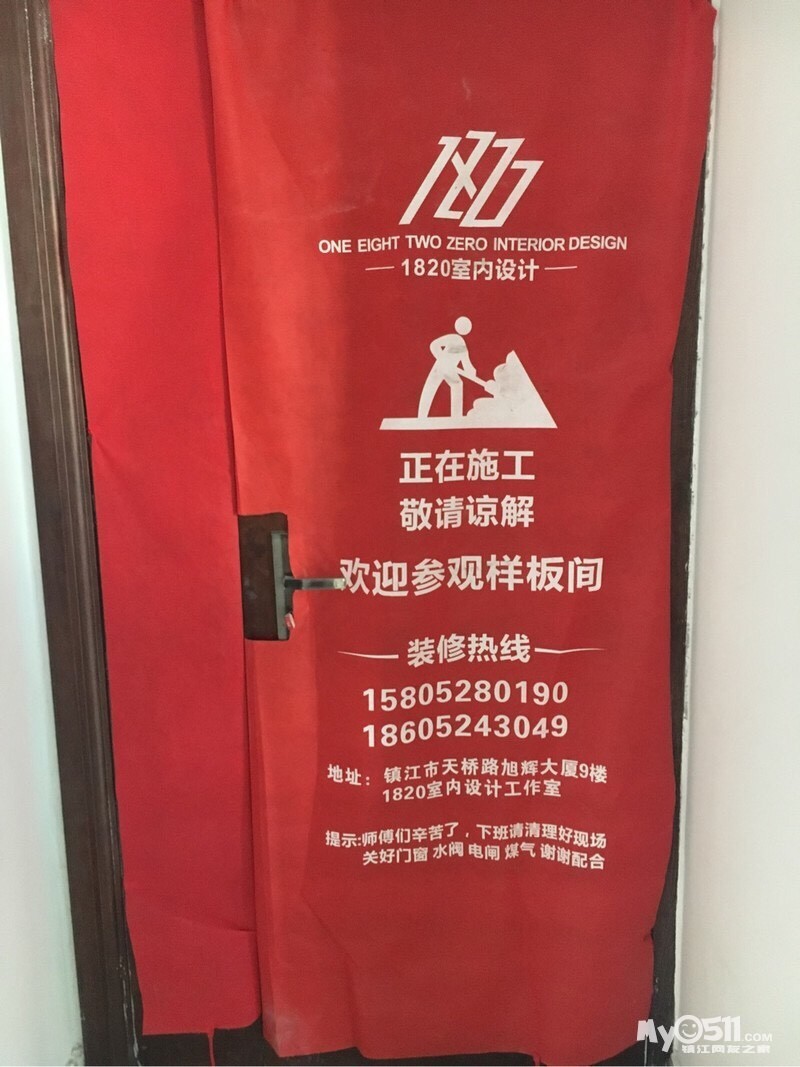 1820
ONE EIGHT TWO ZERO INTERIOR DESIGN
1820室内设计
正在施工
敬请谅解
欢迎参观样板间
装修热线
15805280190
18605243049
地址：镇江市天桥路旭辉大厦9楼
1820室内设计工作室
提示:师傅们辛苦了，下班请清理好现场
关好门窗 水阀 电闸 煤气 谢谢配合
My0511.COM
镇江网友之家